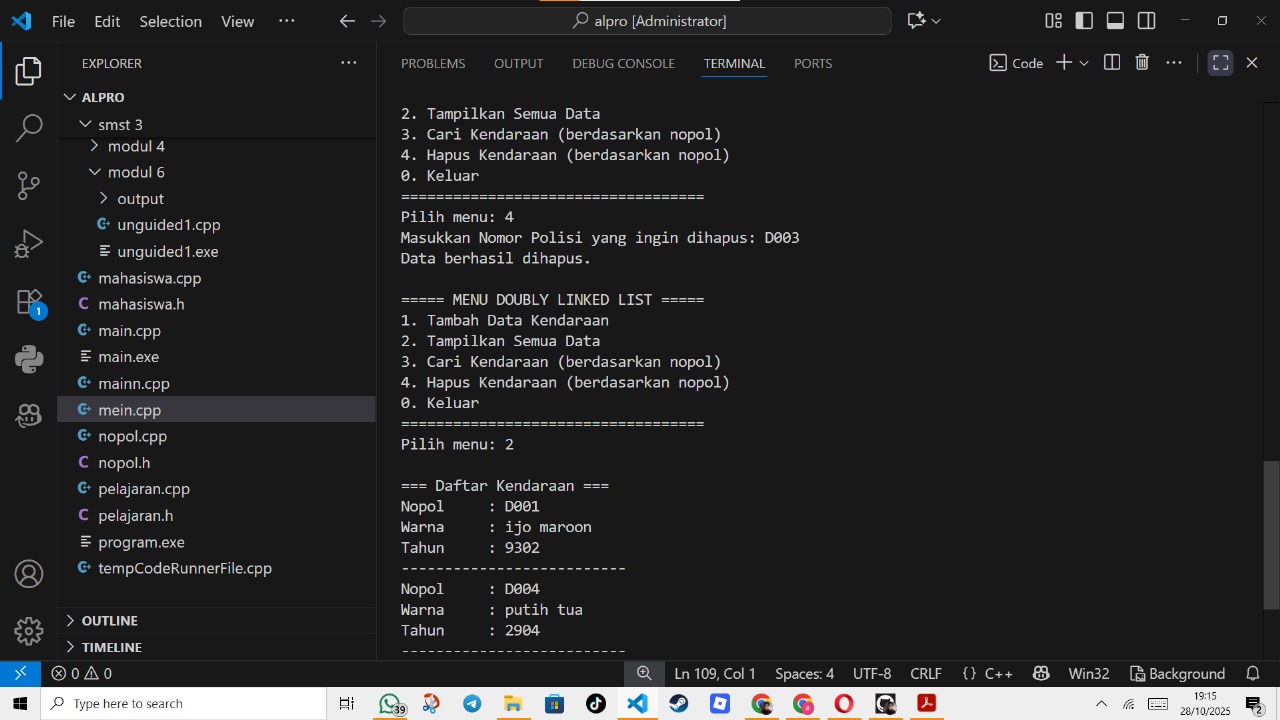 File Edit Selection View ... alpro [Administrator]
EXPLORER ...
ALPRO
smst 3
modul 4
modul 6
output
unguided1.cpp
unguided1.exe
mahasiswa.cpp
mahasiswa.h
main.cpp
main.exe
mainn.cpp
mein.cpp
nopol.cpp
nopol.h
pelajaran.cpp
pelajaran.h
program.exe
tempCodeRunnerFile.cpp
OUTLINE
TIMELINE
1
PROBLEMS OUTPUT DEBUG CONSOLE TERMINAL PORTS Code
2. Tampilkan Semua Data
3. Cari Kendaraan (berdasarkan nopol)
4. Hapus Kendaraan (berdasarkan nopol)
0. Keluar
===================================
Pilih menu: 4
Masukkan Nomor Polisi yang ingin dihapus: D003
Data berhasil dihapus.
===== MENU DOUBLY LINKED LIST =====
1. Tambah Data Kendaraan
2. Tampilkan Semua Data
3. Cari Kendaraan (berdasarkan nopol)
4. Hapus Kendaraan (berdasarkan nopol)
0. Keluar
===================================
Pilih menu: 2
=== Daftar Kendaraan ===
Nopol : D001
Warna : ijo maroon
Tahun : 9302
--------------------------
Nopol : D004
Warna : putih tua
Tahun : 2904
--------------------------
0 0 Ln 109, Col 1 Spaces: 4 UTF-8 CRLF {} C++ Win32 Background
Type here to search 39 19:15
28/10/2025 2